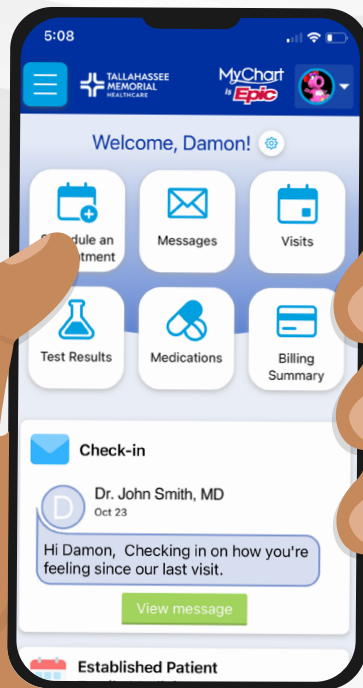 5:08
TALLAHASSEE
MEMORIAL
HEALTHCARE
MyChart
is Epic
Welcome, Damon!
an
Messages
Visits
Test Results
Medications
Billing
Summary
Check-in
D
Dr. John Smith, MD
Oct 23
Hi Damon, Checking in on how you're
feeling since our last visit.
View message
Established Patient